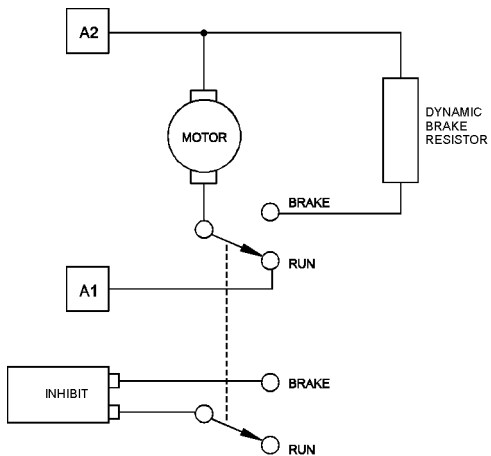 A2
DYNAMIC
BRAKE
RESISTOR
MOTOR
BRAKE
RUN
A1
INHIBIT
BRAKE
RUN